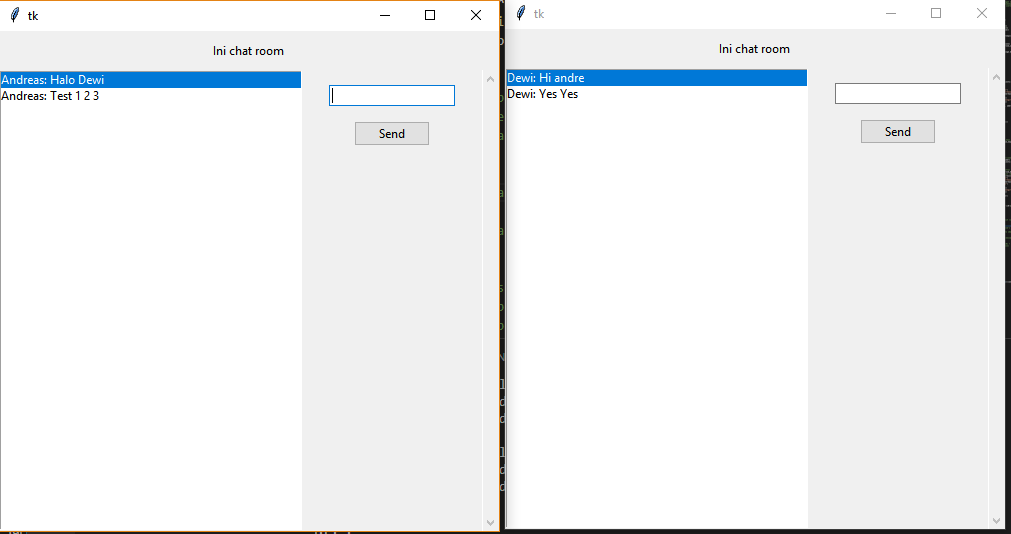 tk
Ini chat room
Andreas: Halo Dewi
Andreas: Test 1 2 3
Send
tk
Ini chat room
Dewi: Hi andre
Dewi: Yes Yes
Send